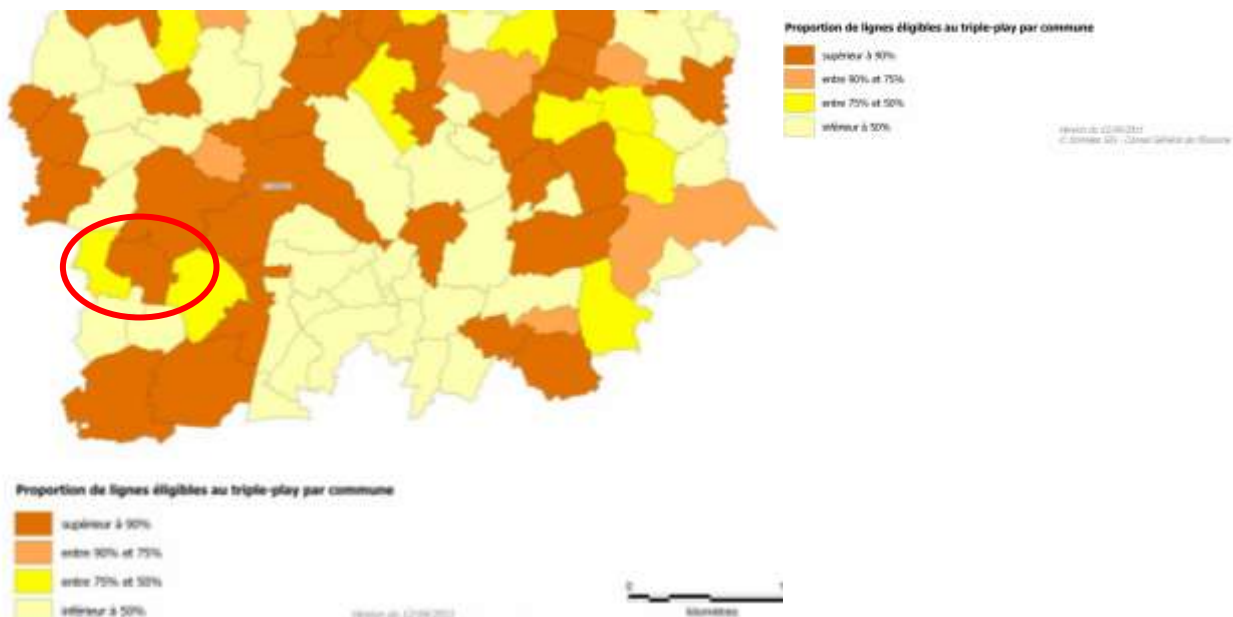 Proportion de lignes éligibles au triple-play par commune
supérieur à 90%
entre 90% et 75%
entre 75% et 50%
inférieur à 50%
Proportion de lignes éligibles au triple-play par commune
supérieur à 90%
entre 90% et 75%
entre 75% et 50%
inférieur à 50%
0
kilomètres